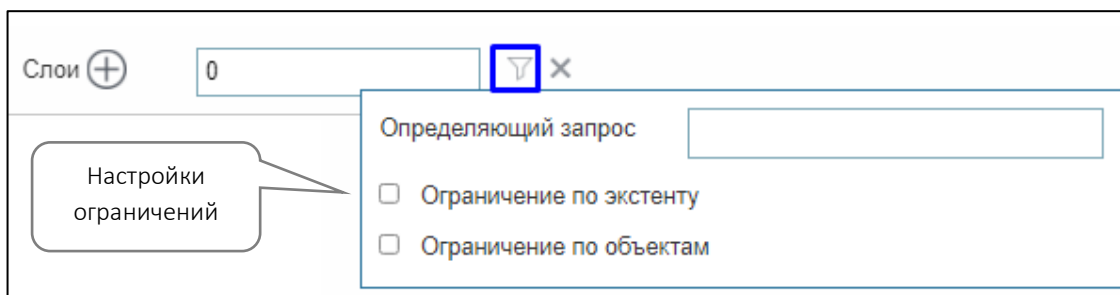 Слои
0
Определяющий запрос
Настройки
ограничений
Ограничение по экстенту
Ограничение по объектам